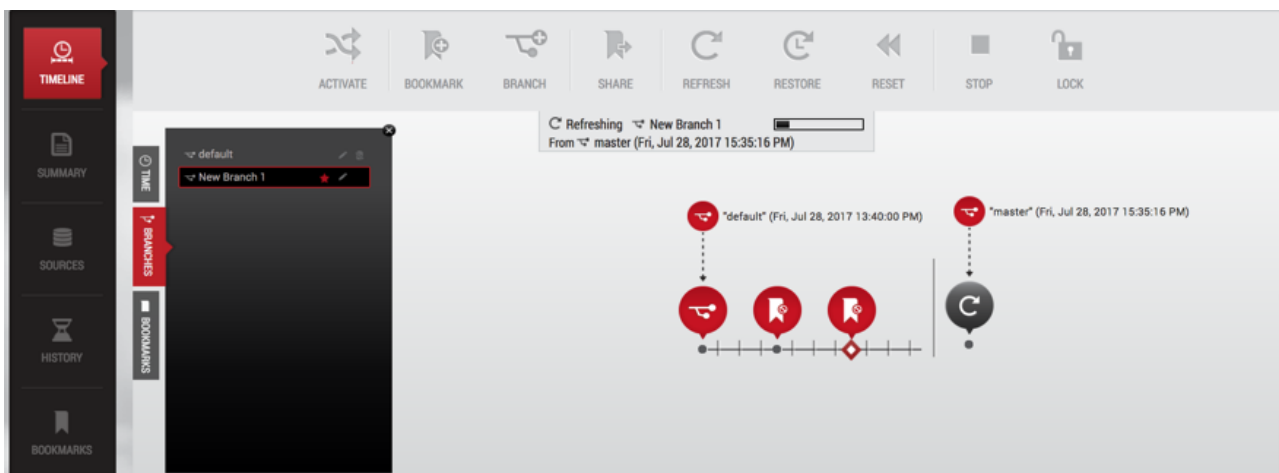 TIMELINE
SUMMARY
SOURCES
HISTORY
BOOKMARKS
ACTIVATE
BOOKMARK
BRANCH
SHARE
REFRESH
RESTORE
RESET
STOP
LOCK
TIME
BRANCHES
BOOKMARKS
default
New Branch 1
Refreshing New Branch 1
From master (Fri, Jul 28, 2017 15:35:16 PM)
"default" (Fri, Jul 28, 2017 13:40:00 PM)
"master" (Fri, Jul 28, 2017 15:35:16 PM)